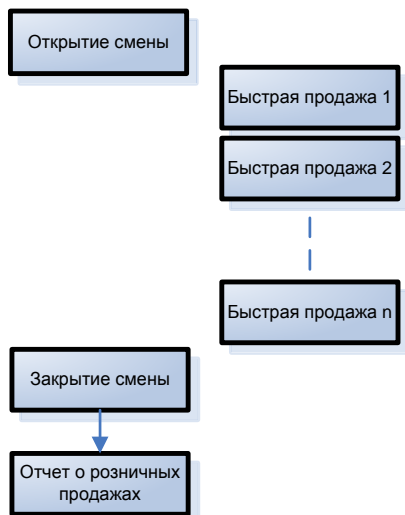 Открытие смены
Быстрая продажа 1
Быстрая продажа 2
Быстрая продажа n
Закрытие смены
Отчет о розничных
продажах